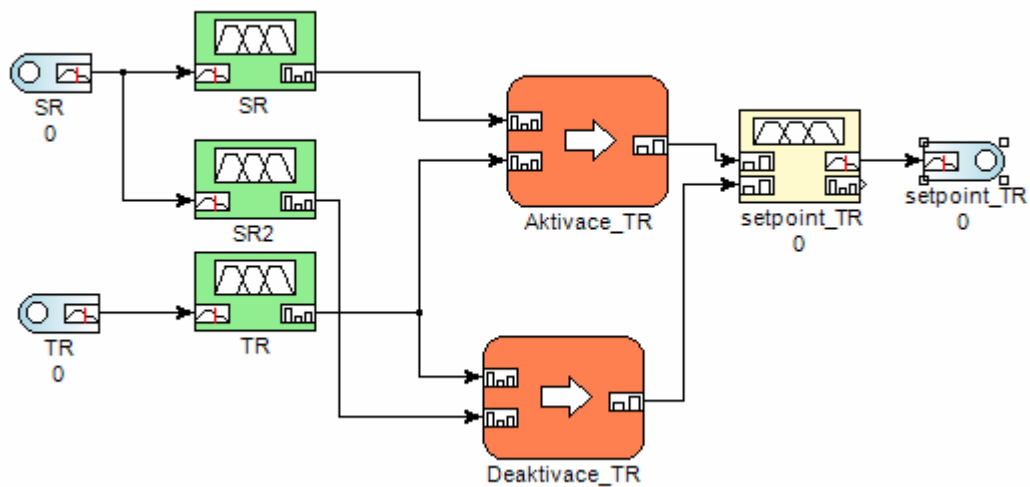 SR
0
SR
SR2
TR
0
TR
Aktivace_TR
Deaktivace_TR
setpoint_TR
0
setpoint_TR
0